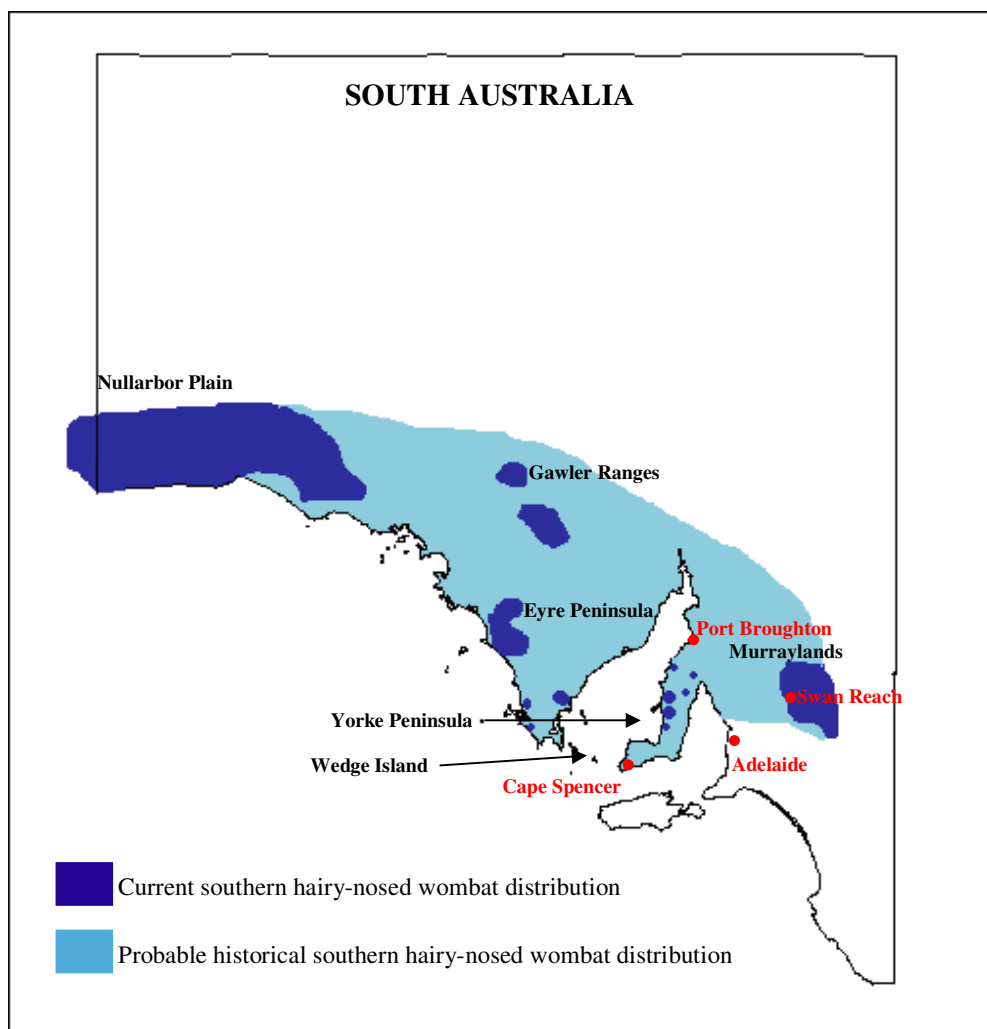 SOUTH AUSTRALIA
Nullarbor Plain
Gawler Ranges
Eyre Peninsula
Port Broughton
Murraylands
Swan Reach
Yorke Peninsula
Wedge Island
Adelaide
Cape Spencer
Current southern hairy-nosed wombat distribution
Probable historical southern hairy-nosed wombat distribution